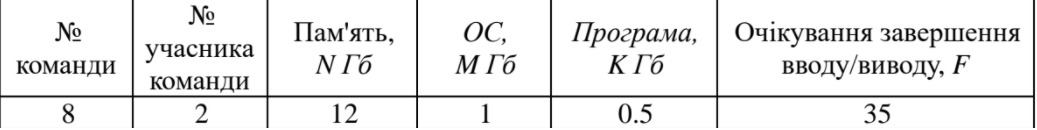 № команди
№ учасника команди
Пам'ять, N Гб
ОС, М Гб
Програма, К Гб
Очікування завершення вводу/виводу, F
8 2 12 1 0.5 35